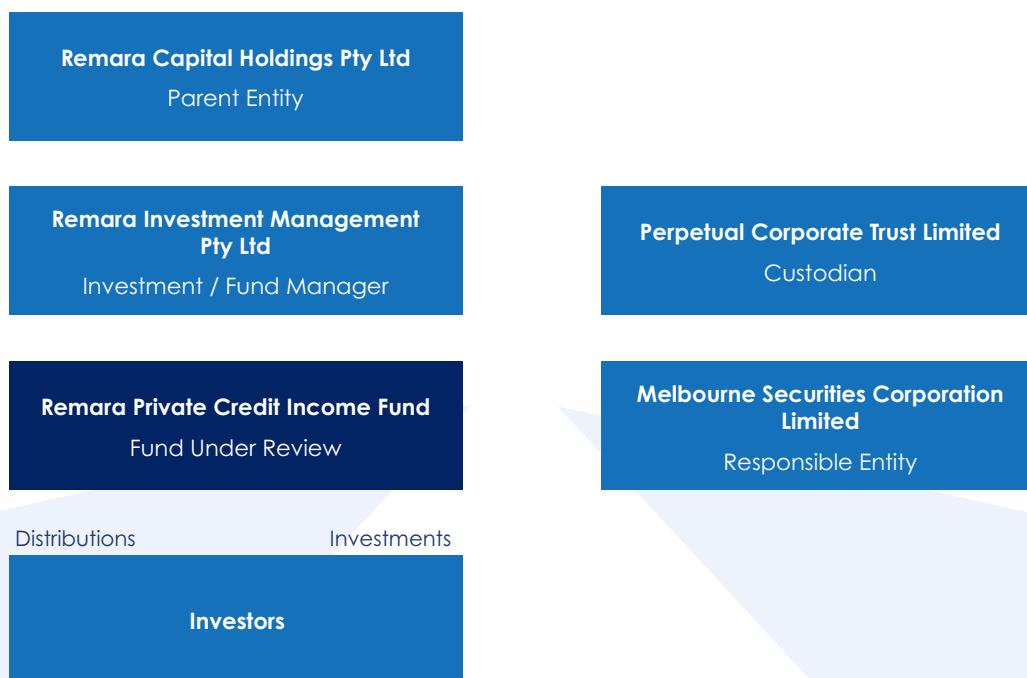 Remara Capital Holdings Pty Ltd
Parent Entity
Remara Investment Management
Pty Ltd
Investment / Fund Manager
Perpetual Corporate Trust Limited
Custodian
Remara Private Credit Income Fund
Fund Under Review
Melbourne Securities Corporation
Limited
Responsible Entity
Distributions
Investments
Investors